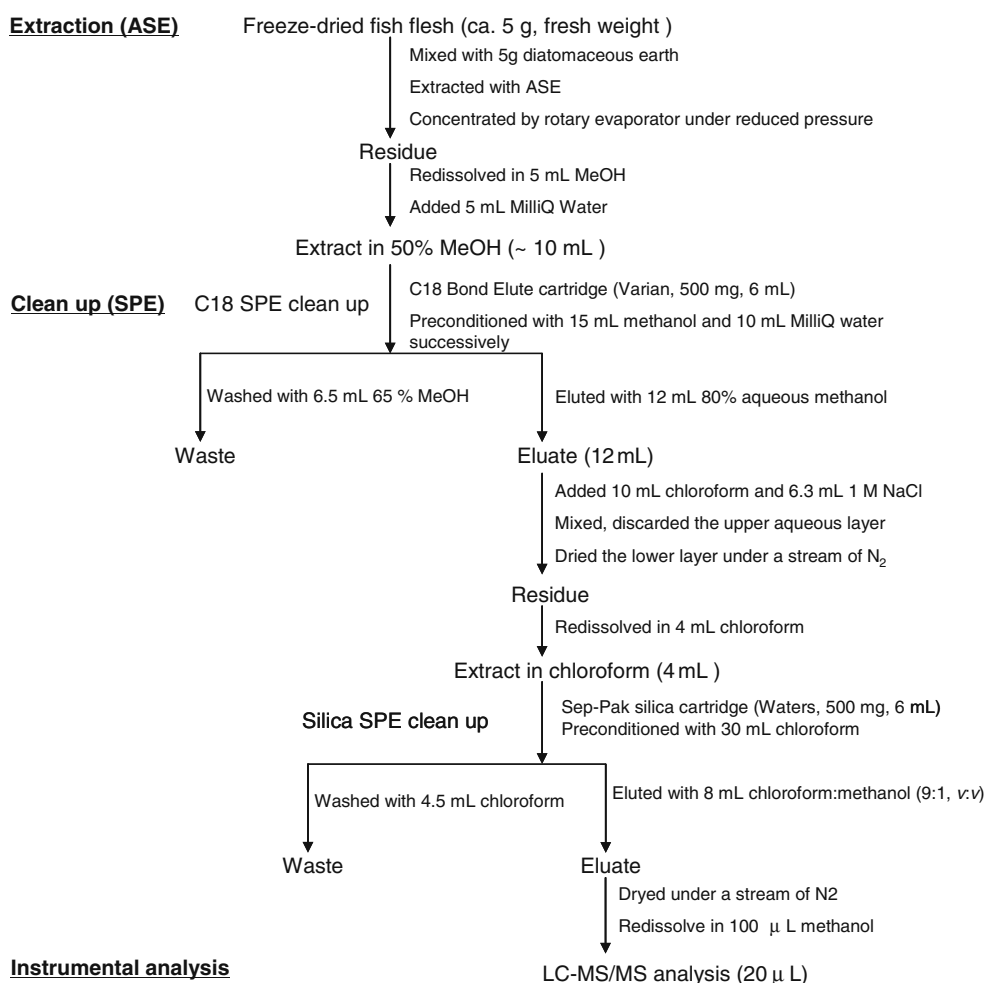 Extraction (ASE)
Freeze-dried fish flesh (ca. 5 g, fresh weight )
Mixed with 5g diatomaceous earth
Extracted with ASE
Concentrated by rotary evaporator under reduced pressure
Residue
Redissolved in 5 mL MeOH
Added 5 mL MilliQ Water
Extract in 50% MeOH (~ 10 mL )
Clean up (SPE)
C18 SPE clean up
C18 Bond Elute cartridge (Varian, 500 mg, 6 mL)
Preconditioned with 15 mL methanol and 10 mL MilliQ water
successively
Washed with 6.5 mL 65 % MeOH
Eluted with 12 mL 80% aqueous methanol
Waste
Eluate (12 mL)
Added 10 mL chloroform and 6.3 mL 1 M NaCl
Mixed, discarded the upper aqueous layer
Dried the lower layer under a stream of N2
Residue
Redissolved in 4 mL chloroform
Extract in chloroform (4 mL )
Silica SPE clean up
Sep-Pak silica cartridge (Waters, 500 mg, 6 mL)
Preconditioned with 30 mL chloroform
Washed with 4.5 mL chloroform
Eluted with 8 mL chloroform:methanol (9:1, v:v)
Waste
Eluate
Dryed under a stream of N2
Redissolve in 100 μ L methanol
Instrumental analysis
LC-MS/MS analysis (20 μ L)